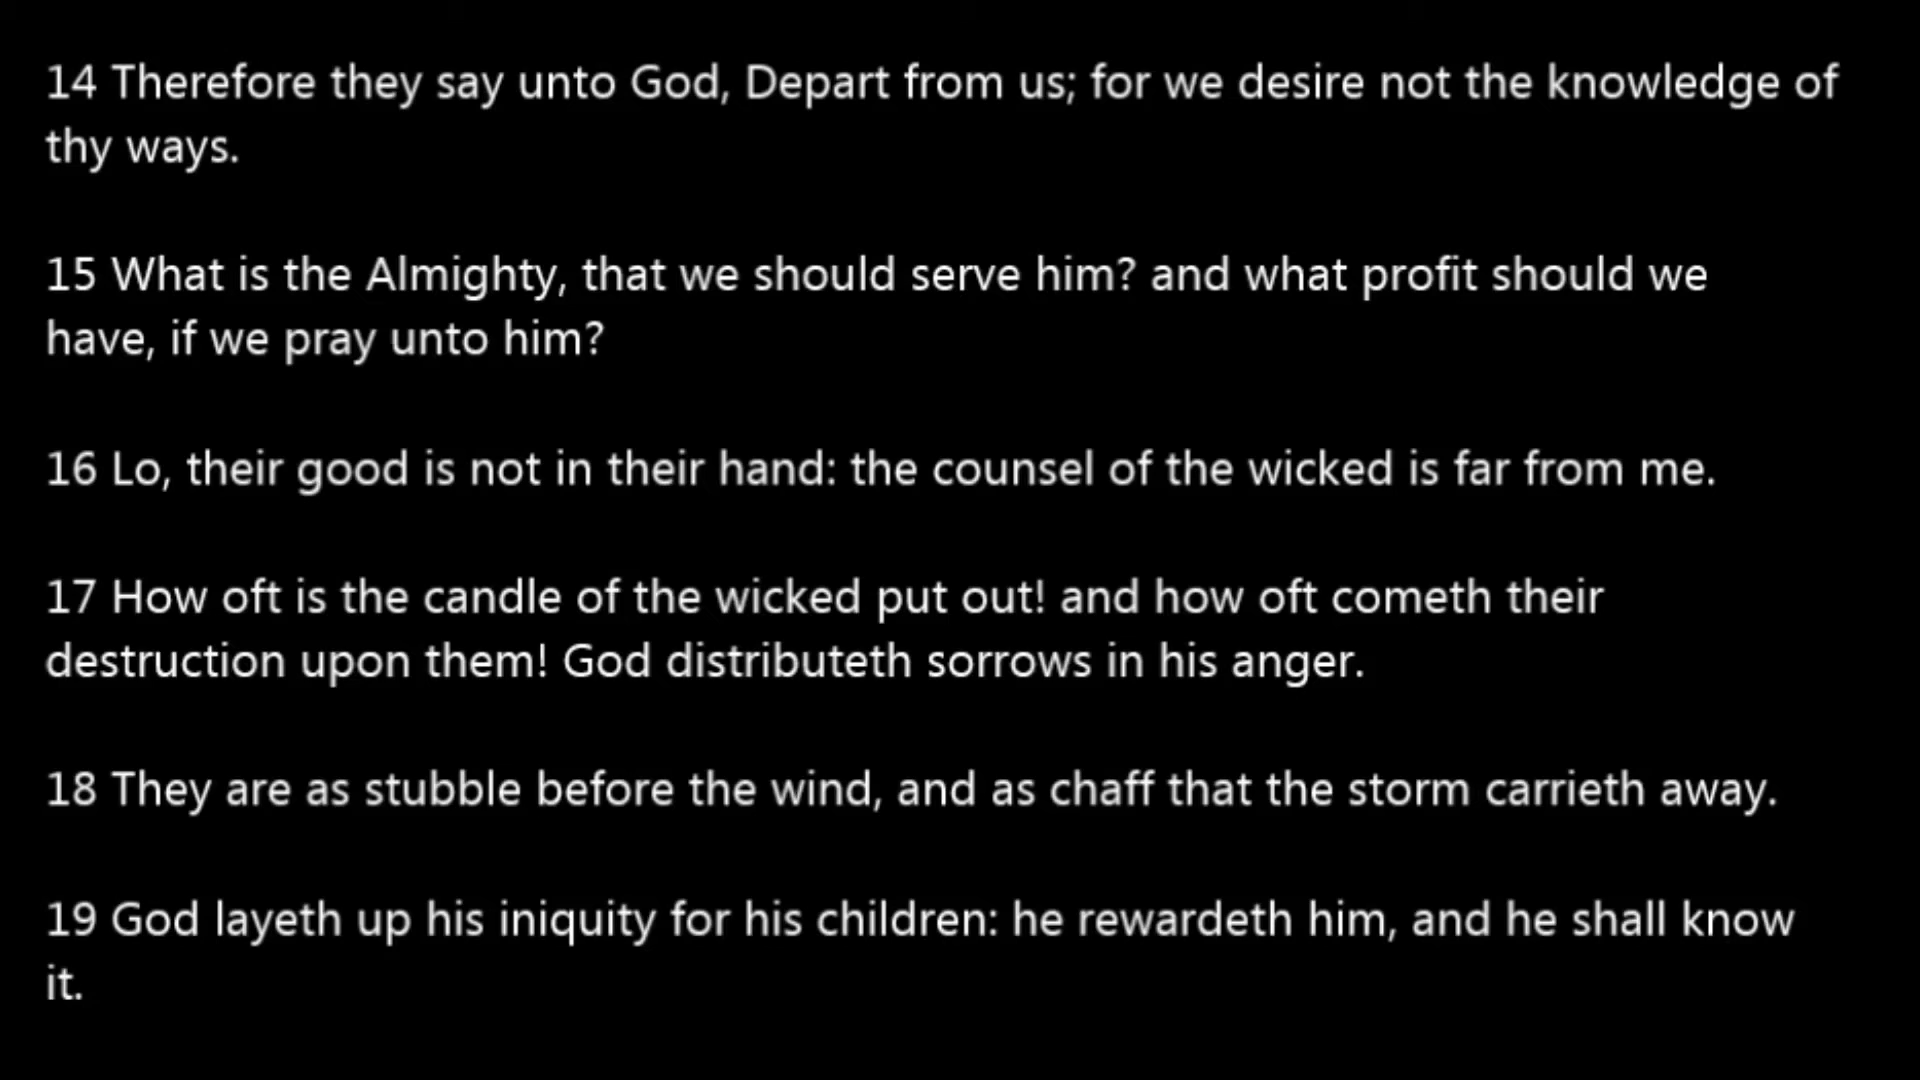 14 Therefore they say unto God, Depart from us; for we desire not the knowledge of
thy ways.
15 What is the Almighty, that we should serve him? and what profit should we
have, if we pray unto him?
16 Lo, their good is not in their hand: the counsel of the wicked is far from me.
17 How oft is the candle of the wicked put out! and how oft cometh their
destruction upon them! God distributeth sorrows in his anger.
18 They are as stubble before the wind, and as chaff that the storm carrieth away.
19 God layeth up his iniquity for his children: he rewardeth him, and he shall know
it.